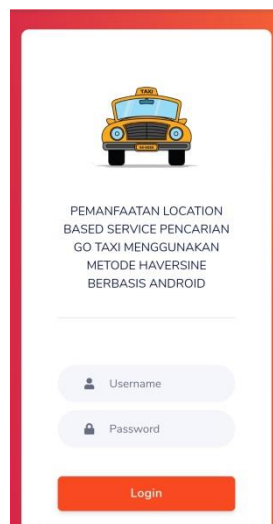 TAXI
PEMANFAATAN LOCATION
BASED SERVICE PENCARIAN
GO TAXI MENGGUNAKAN
METODE HAVERSINE
BERBASIS ANDROID
Username
Password
Login